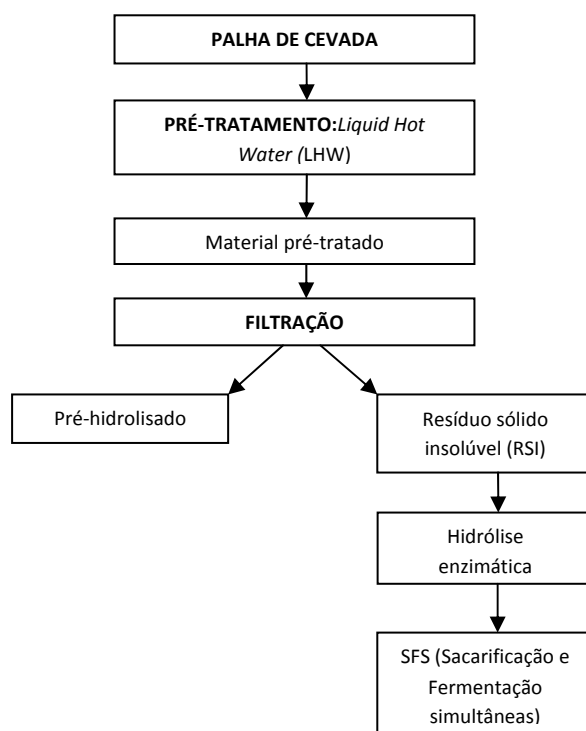 PALHA DE CEVADA
PRÉ-TRATAMENTO:Liquid Hot
Water (LHW)
Material pré-tratado
FILTRAÇÃO
Pré-hidrolisado
Resíduo sólido
insolúvel (RSI)
Hidrólise
enzimática
SFS (Sacarificação e
Fermentação
simultâneas)